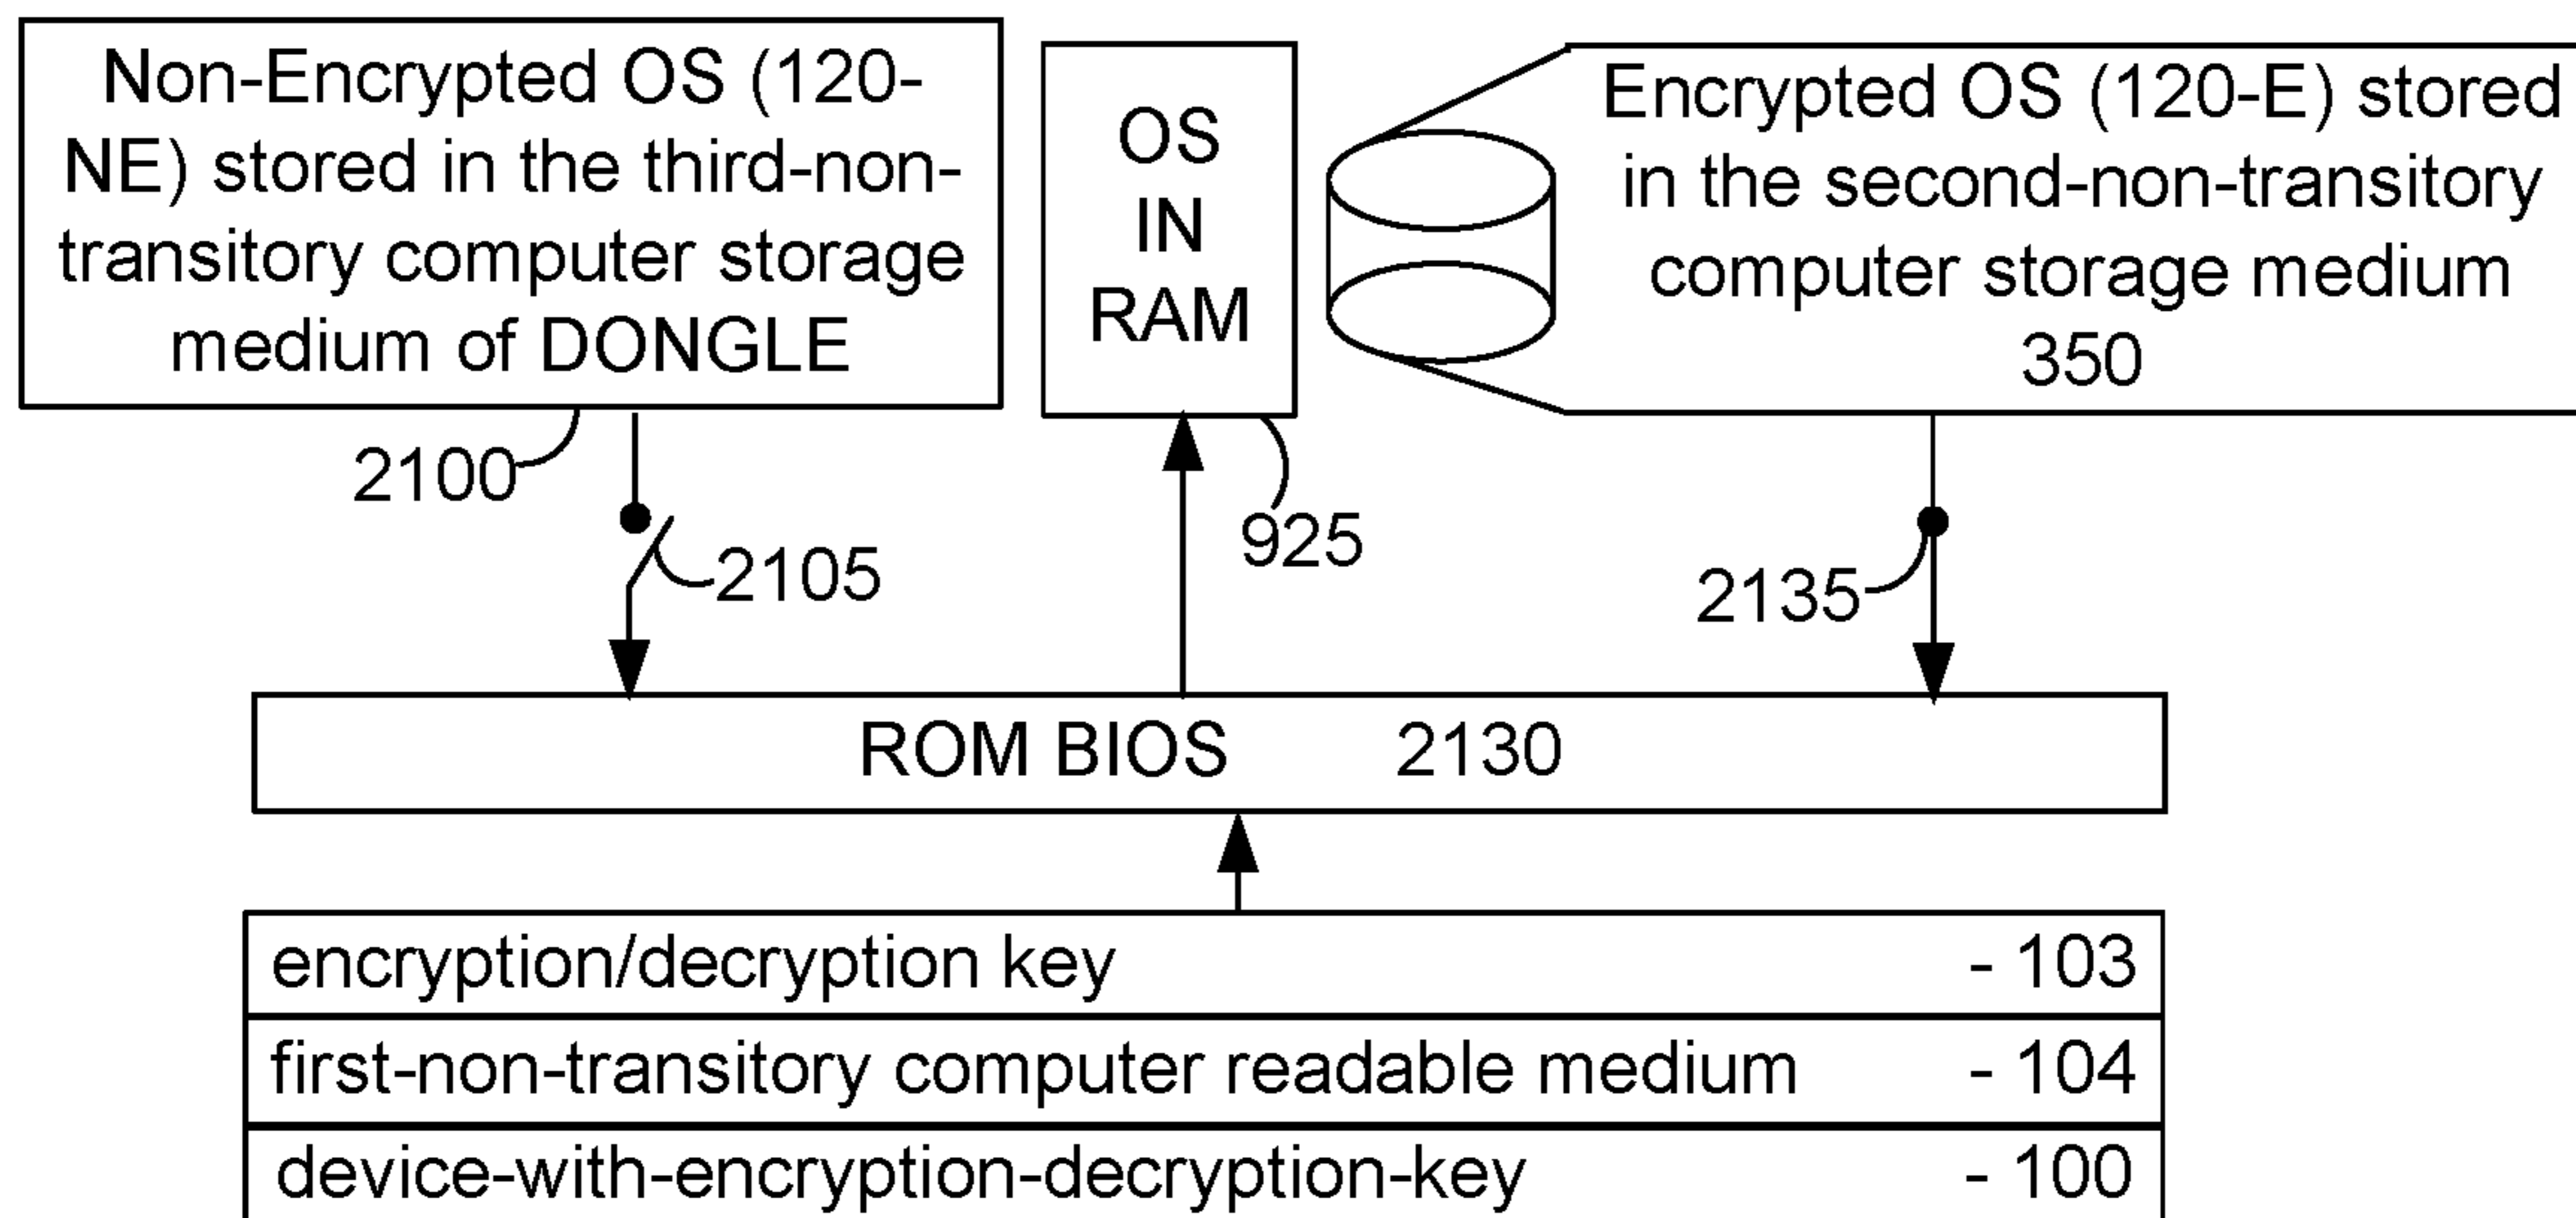 Non-Encrypted OS (120-
NE) stored in the third-non-
transitory computer storage
medium of DONGLE
OS
IN
RAM
Encrypted OS (120-E) stored
in the second-non-transitory
computer storage medium
350
2100
2105
925
2135
ROM BIOS 2130
encryption/decryption key - 103
first-non-transitory computer readable medium - 104
device-with-encryption-decryption-key - 100